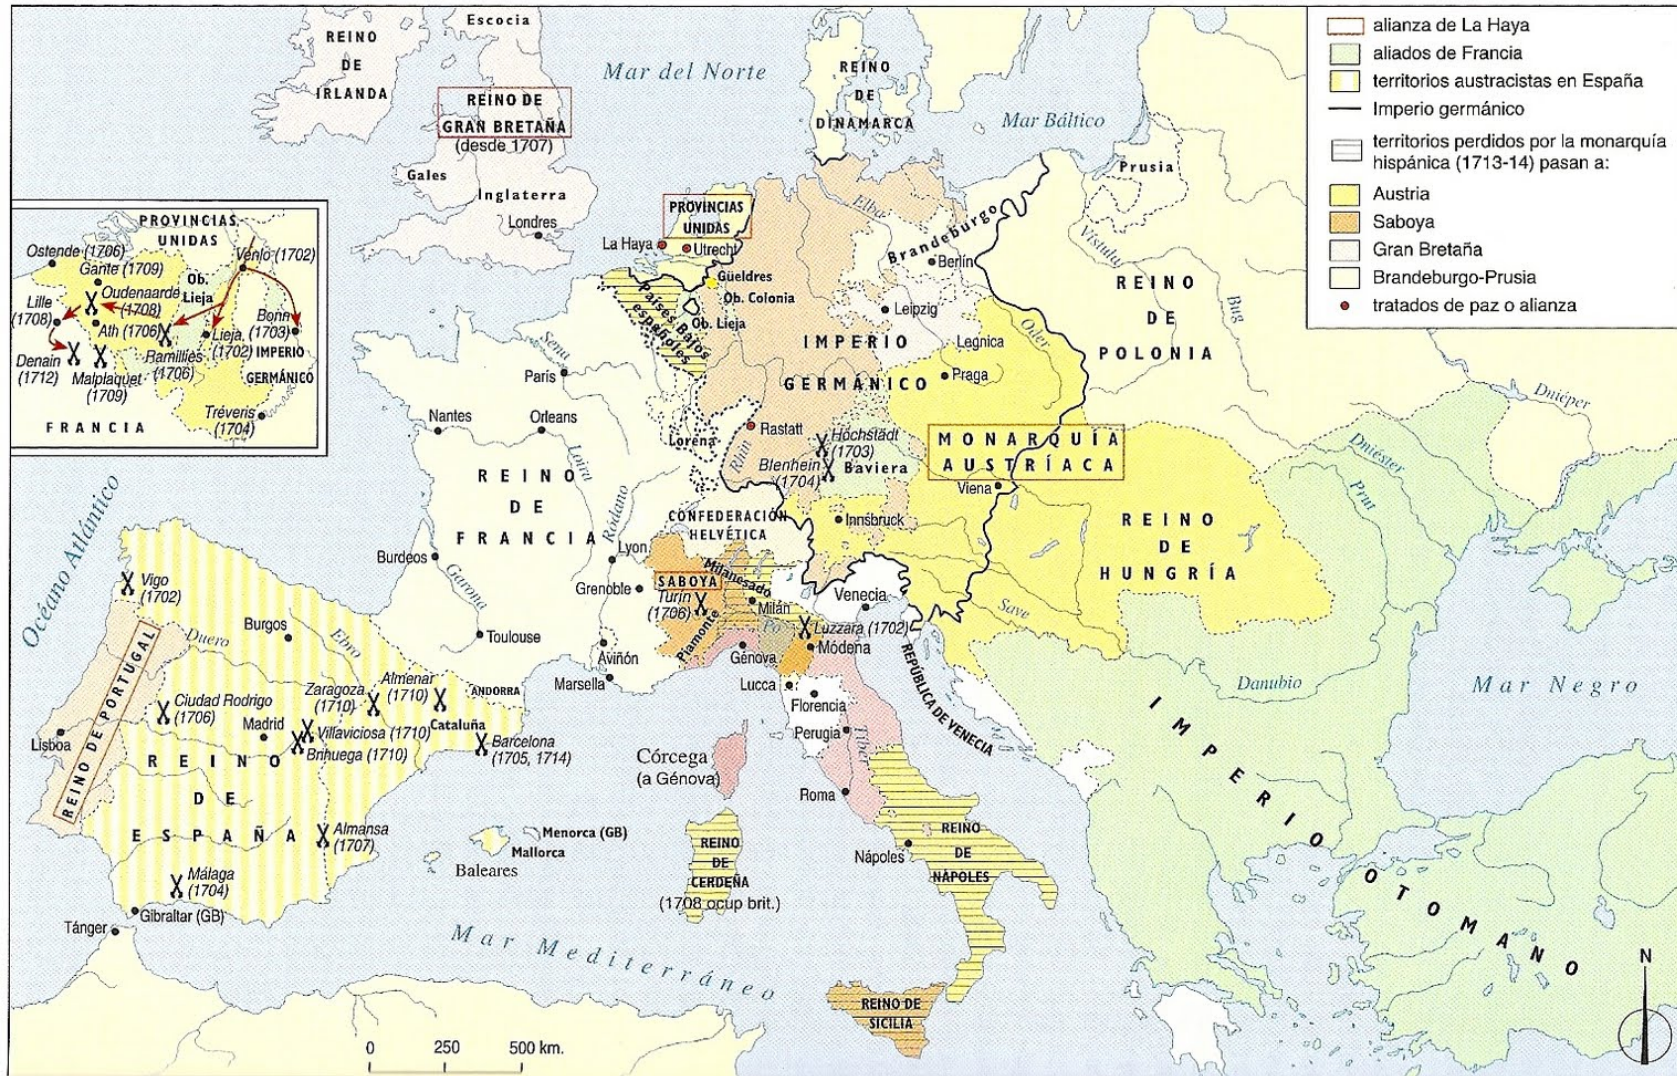 alianza de La Haya
aliados de Francia
territorios austracistas en España
Imperio germánico
territorios perdidos por la monarquía
hispánica (1713-14) pasan a:
Austria
Saboya
Gran Bretaña
Brandeburgo-Prusia
tratados de paz o alianza
Escocia
REINO
DE
IRLANDA
REINO DE
GRAN BRETAÑA
(desde 1707)
Gales
Inglaterra
Londres
Mar del Norte
REINO
DE
DINAMARCA
Mar Báltico
Prusia
PROVINCIAS
UNIDAS
La Haya
Utrecht
Güeldres
Ob. Colonia
Ob. Lieja
Países Bajos
españoles
Elba
Brandeburgo
Berlín
Leipzig
Legnica
Oder
Vístula
Bug
REINO
DE
POLONIA
IMPERIO
GERMÁNICO
Praga
Dniéper
Dniéster
Prut
PROVINCIAS
UNIDAS
Ostende (1706)
Gante (1709)
Venlo (1702)
Ob.
Lieja
Oudenaarde
(1708)
Lille
(1708)
Ath (1706)
Bonn
(1703)
Lieja
(1702)
IMPERIO
GERMÁNICO
Ramillies
(1706)
Denain
(1712)
Malplaquet
(1709)
Tréveris
(1704)
FRANCIA
Sena
París
Nantes
Orleans
Loira
Lorena
Rastatt
Rhin
Höchstädt
(1703)
Blenhein
(1704)
Baviera
MONARQUÍA
AUSTRÍACA
Viena
Innsbruck
REINO
DE
FRANCIA
CONFEDERACIÓN
HELVÉTICA
REINO
DE
HUNGRÍA
Ródano
Lyon
Burdeos
Garona
Grenoble
SABOYA
Milanesado
Turín
(1706)
Piamonte
Milán
Po
Luzzara (1702)
Módena
Venecia
Save
Toulouse
Aviñón
Marsella
Génova
Lucca
Florencia
Perugia
Tíber
REPÚBLICA DE VENECIA
Danubio
Mar Negro
Océano Atlántico
Vigo
(1702)
REINO DE PORTUGAL
Duero
Burgos
Ebro
Zaragoza
(1710)
Almenar
(1710)
ANDORRA
Cataluña
Ciudad Rodrigo
(1706)
Madrid
Villaviciosa (1710)
Brihuega (1710)
Barcelona
(1705, 1714)
Lisboa
REINO
DE
ESPAÑA
Almansa
(1707)
Málaga
(1704)
Gibraltar (GB)
Tánger
Menorca (GB)
Mallorca
Baleares
Córcega
(a Génova)
Roma
REINO
DE
CERDEÑA
(1708 ocup brit.)
Nápoles
REINO
DE
NÁPOLES
REINO DE
SICILIA
Mar Mediterráneo
IMPERIO OTOMANO
0 250 500 km.
N